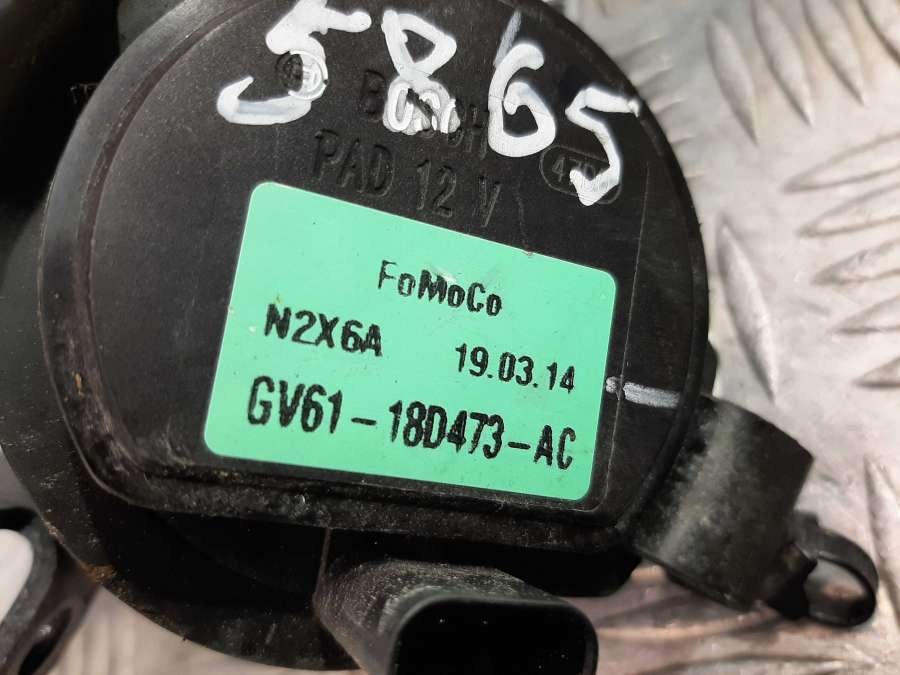 5865
BOSCH
PAD 12 V
FoMoCo
N2X6A
19.03.14
GV61-18D473-AC